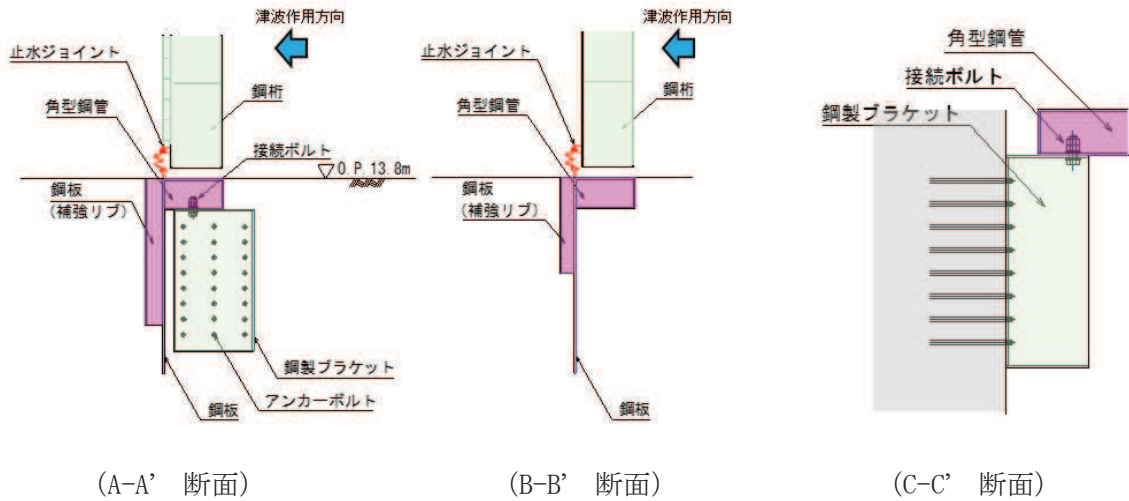 津波作用方向
止水ジョイント
鋼桁
角型鋼管
接続ボルト
O.P.13.8m
鋼板
(補強リブ)
鋼製ブラケット
アンカーボルト
鋼板
(A-A’ 断面)
津波作用方向
止水ジョイント
鋼桁
角型鋼管
鋼板
(補強リブ)
鋼板
(B-B’ 断面)
角型鋼管
接続ボルト
鋼製ブラケット
(C-C’ 断面)